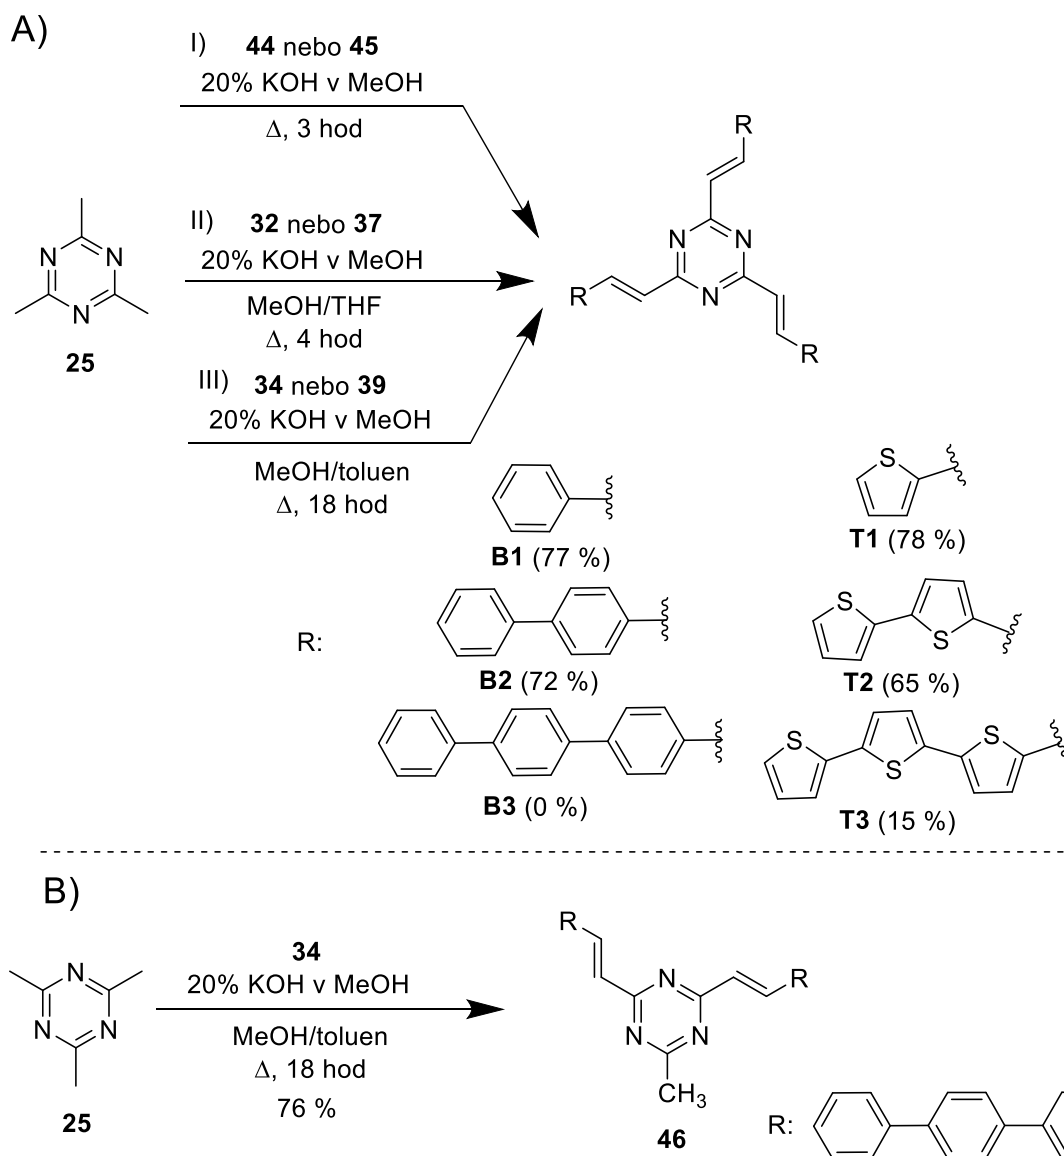 A)
I) 44 nebo 45
20% KOH v MeOH
Δ, 3 hod
II) 32 nebo 37
20% KOH v MeOH
MeOH/THF
Δ, 4 hod
III) 34 nebo 39
20% KOH v MeOH
MeOH/toluen
Δ, 18 hod
N N
N
25
R
N N
R N
R
S
B1 (77 %) T1 (78 %)
R:
S
S
B2 (72 %) T2 (65 %)
S S
S
B3 (0 %) T3 (15 %)
B)
N
N N
25
34
20% KOH v MeOH
MeOH/toluen
Δ, 18 hod
76 %
R
N R
N N
CH3
46
R: